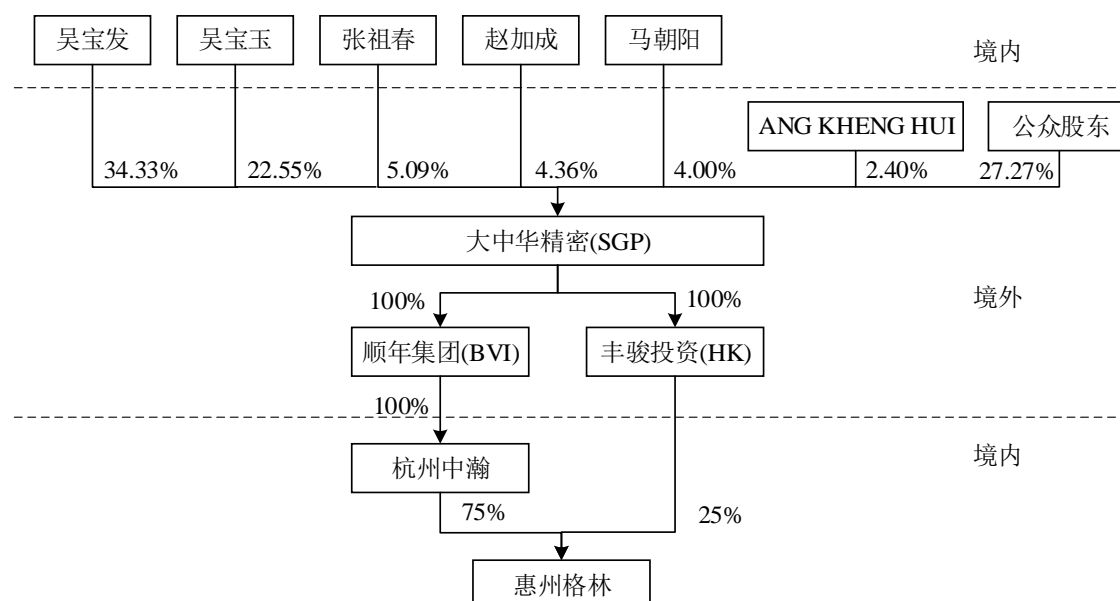 吴宝发 吴宝玉 张祖春 赵加成 马朝阳
境内
ANG KHENG HUI 公众股东
34.33% 22.55% 5.09% 4.36% 4.00% 2.40% 27.27%
大中华精密(SGP)
境外
100% 100%
顺年集团(BVI) 丰骏投资(HK)
100%
境内
杭州中瀚
75% 25%
惠州格林